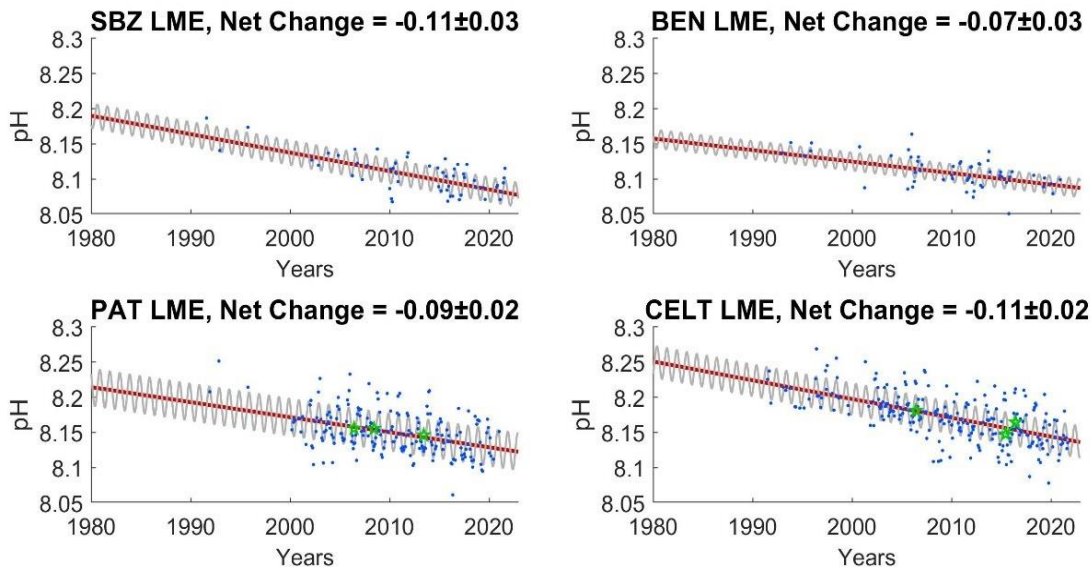 SBZ LME, Net Change = -0.11±0.03
8.3
8.25
8.2
8.15
8.1
8.05
pH
1980 1990 2000 2010 2020
Years
BEN LME, Net Change = -0.07±0.03
8.3
8.25
8.2
8.15
8.1
8.05
pH
1980 1990 2000 2010 2020
Years
PAT LME, Net Change = -0.09±0.02
8.3
8.25
8.2
8.15
8.1
8.05
pH
1980 1990 2000 2010 2020
Years
CELT LME, Net Change = -0.11±0.02
8.3
8.25
8.2
8.15
8.1
8.05
pH
1980 1990 2000 2010 2020
Years